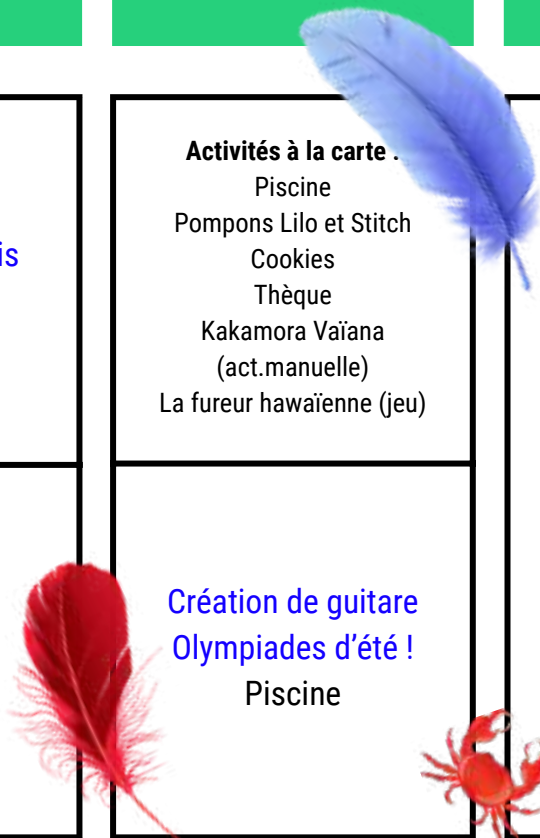 is
Activités à la carte :
Piscine
Pompons Lilo et Stitch
Cookies
Thèque
Kakamora Vaïana
(act.manuelle)
La fureur hawaïenne (jeu)
Création de guitare
Olympiades d’été !
Piscine